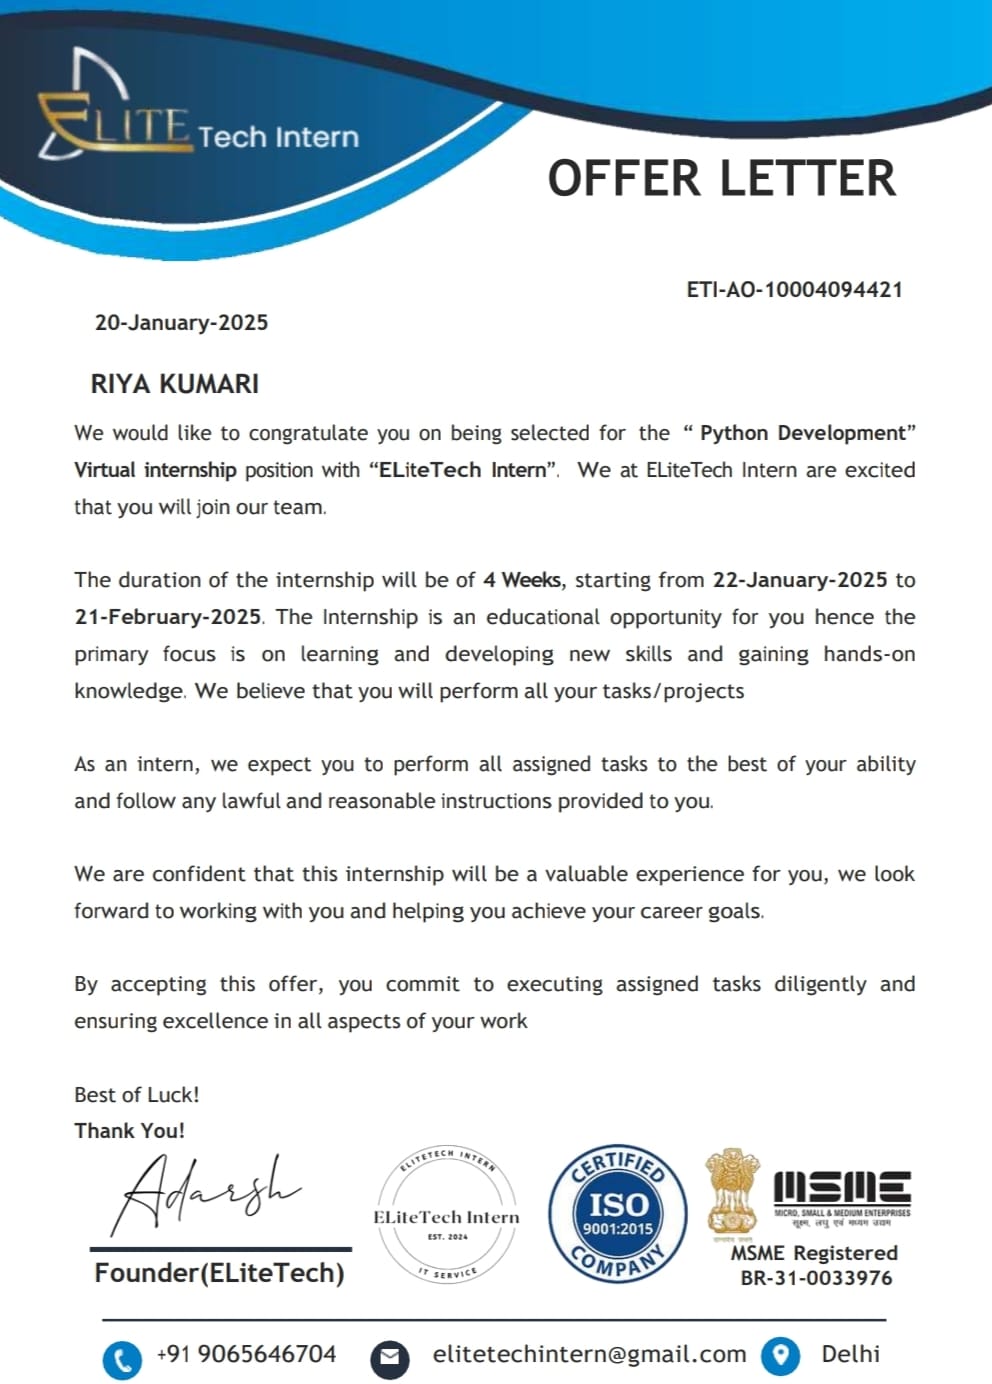 ELITE Tech Intern
OFFER LETTER
ETI-AO-10004094421
20-January-2025
RIYA KUMARI
We would like to congratulate you on being selected for the “ Python Development”
Virtual internship position with “ELiteTech Intern”. We at ELiteTech Intern are excited
that you will join our team.
The duration of the internship will be of 4 Weeks, starting from 22-January-2025 to
21-February-2025. The Internship is an educational opportunity for you hence the
primary focus is on learning and developing new skills and gaining hands-on
knowledge. We believe that you will perform all your tasks/projects
As an intern, we expect you to perform all assigned tasks to the best of your ability
and follow any lawful and reasonable instructions provided to you.
We are confident that this internship will be a valuable experience for you, we look
forward to working with you and helping you achieve your career goals.
By accepting this offer, you commit to executing assigned tasks diligently and
ensuring excellence in all aspects of your work
Best of Luck!
Thank You!
Adarsh
Founder(ELiteTech)
ELITETECH INTERN
ELiteTech Intern
EST. 2024
IT SERVICE
CERTIFIED
ISO
9001:2015
COMPANY
सत्यमेव जयते
MSME
MICRO, SMALL & MEDIUM ENTERPRISES
सूक्ष्म, लघु एवं मध्यम उद्यम
MSME Registered
BR-31-0033976
+91 9065646704
elitetechintern@gmail.com
Delhi